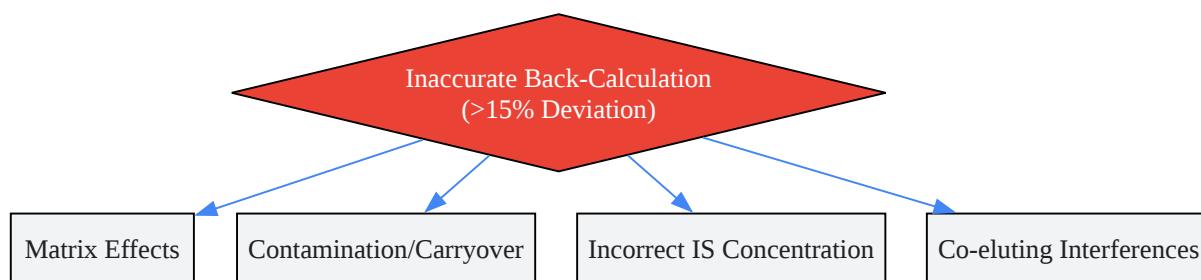 Inaccurate Back-Calculation
(>15% Deviation)
Matrix Effects
Contamination/Carryover
Incorrect IS Concentration
Co-eluting Interferences